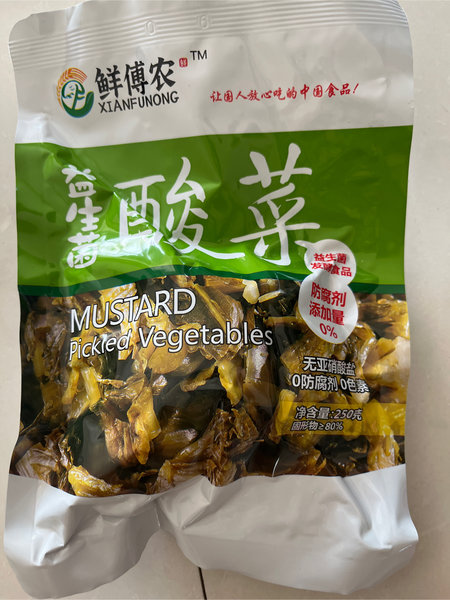 鲜傅农 TM
XIANFUNONG
让国人放心吃的中国食品!
益生菌
酸菜
益生菌
发酵食品
防腐剂
添加量
0%
MUSTARD
Pickled Vegetables
无亚硝酸盐
0防腐剂 0色素
净含量:250克
固形物≥80%